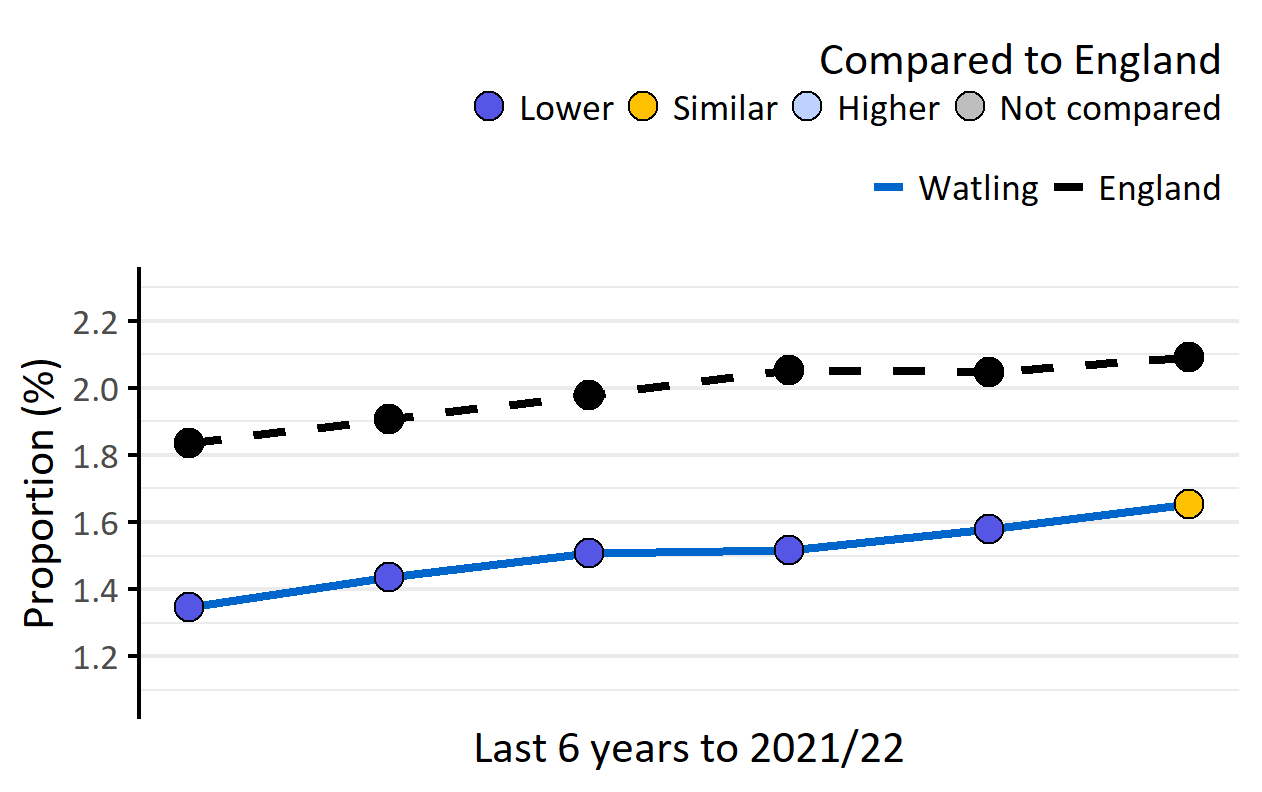 Compared to England
Lower Similar Higher Not compared
Watling England
Proportion (%)
2.2
2.0
1.8
1.6
1.4
1.2
Last 6 years to 2021/22